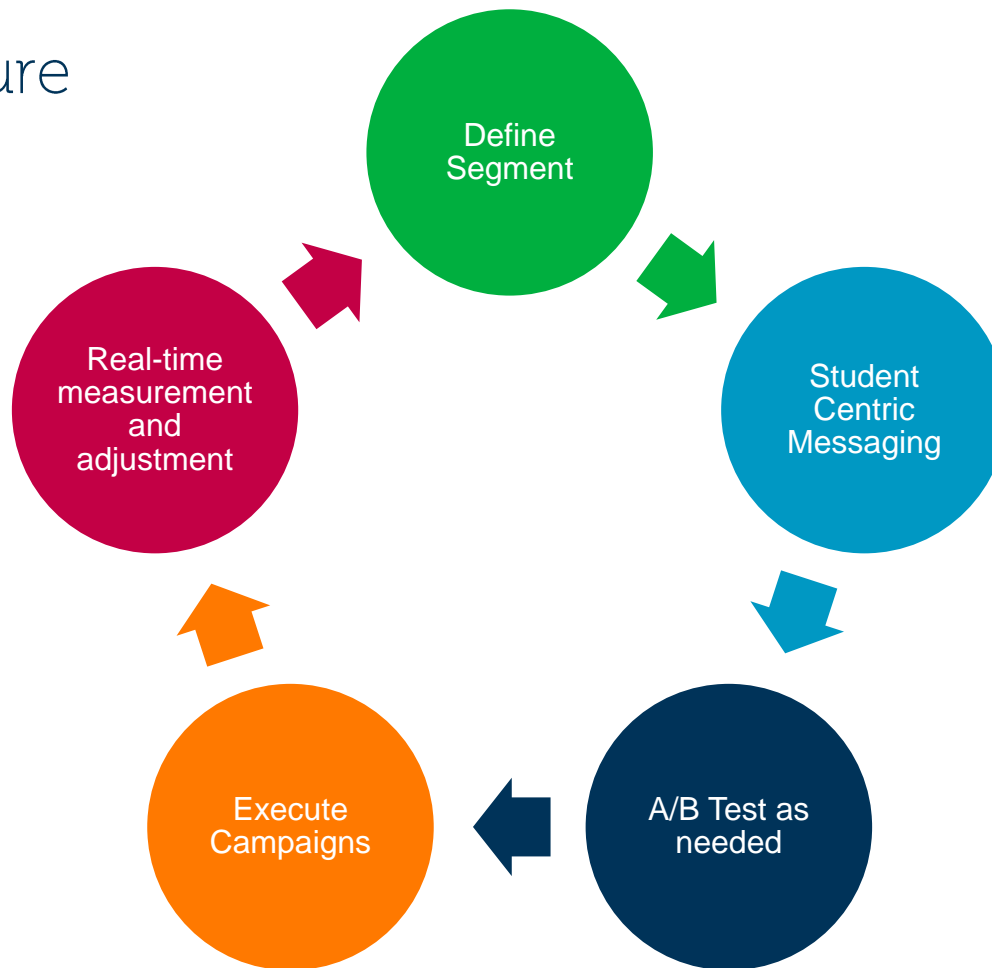 ure
Define
Segment
Student
Centric
Messaging
A/B Test as
needed
Execute
Campaigns
Real-time
measurement
and
adjustment